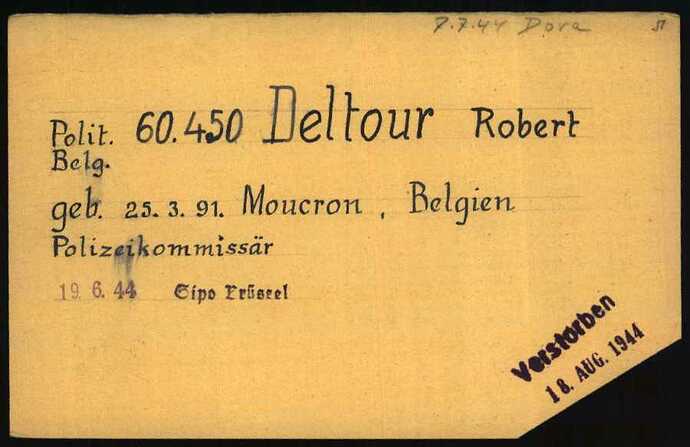 7.7.44 Dora
Polit. 60.450 Deltour Robert
Belg.
geb. 25.3.91. Moucron, Belgien
Polizeikommissär
19.6.44 Sipo Brüssel
Verstorben
18. AUG. 1944